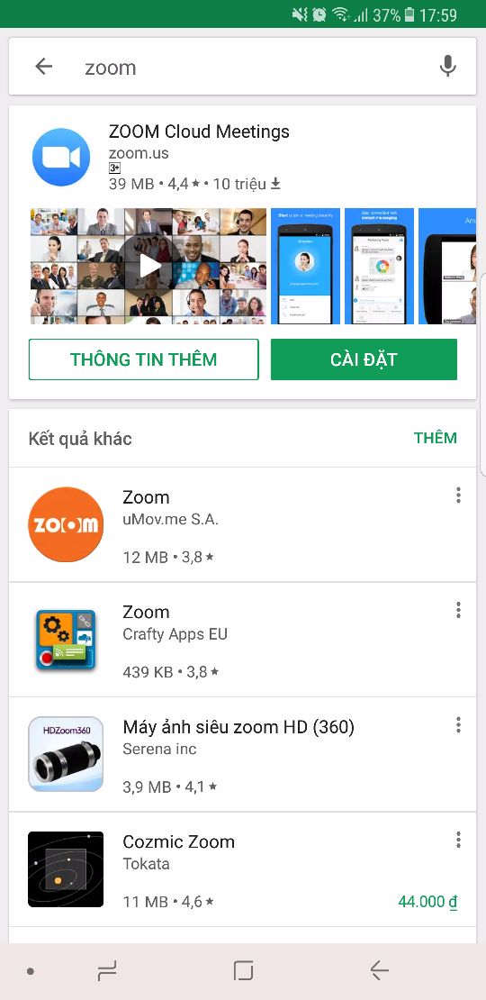 37% 17:59
zoom
ZOOM Cloud Meetings
zoom.us
3+
39 MB • 4,4 ★ • 10 triệu
THÔNG TIN THÊM
CÀI ĐẶT
Kết quả khác
THÊM
Zoom
ZOOM
uMov.me S.A.
12 MB • 3,8 ★
Zoom
Crafty Apps EU
439 KB • 3,8 ★
HDZoom360
Máy ảnh siêu zoom HD (360)
Serena inc
3,9 MB • 4,1 ★
Cozmic Zoom
Tokata
11 MB • 4,6 ★
44.000 ₫